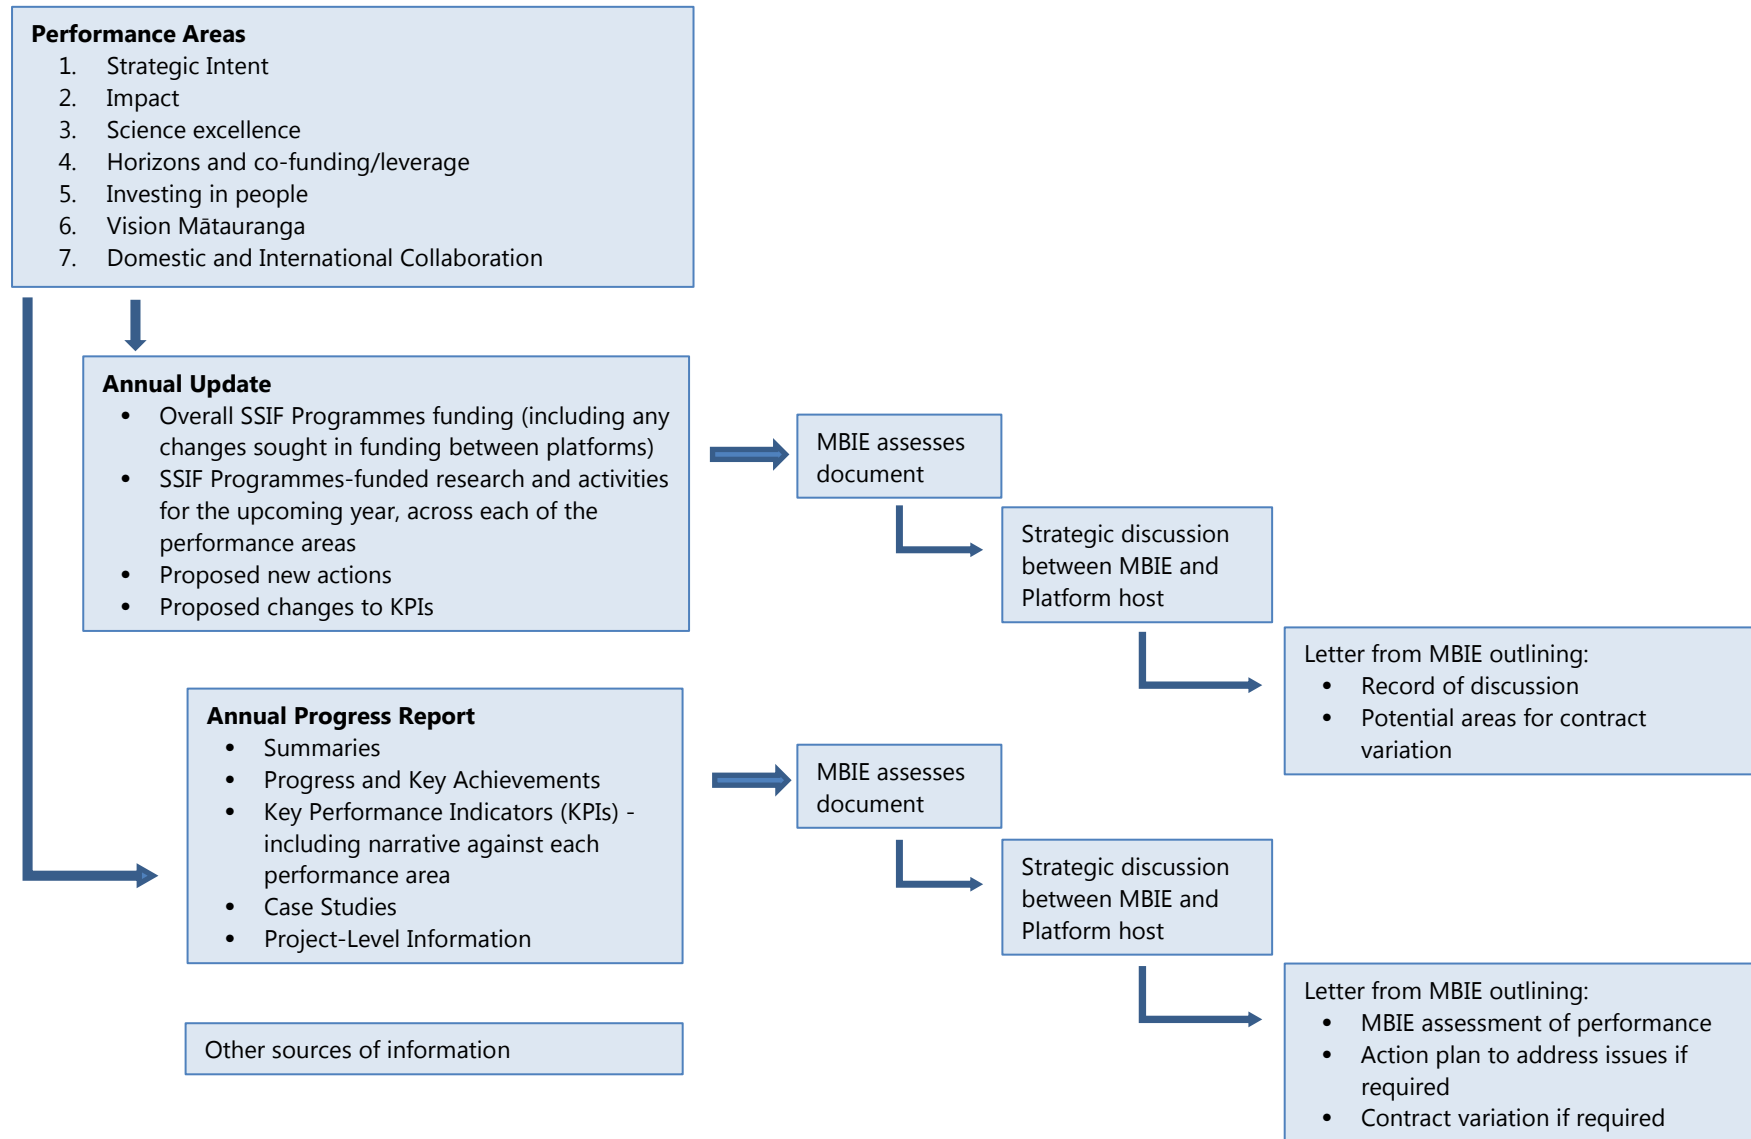 Performance Areas
1. Strategic Intent
2. Impact
3. Science excellence
4. Horizons and co-funding/leverage
5. Investing in people
6. Vision Mātauranga
7. Domestic and International Collaboration
Annual Update
• Overall SSIF Programmes funding (including any
changes sought in funding between platforms)
• SSIF Programmes-funded research and activities
for the upcoming year, across each of the
performance areas
• Proposed new actions
• Proposed changes to KPIs
MBIE assesses
document
Strategic discussion
between MBIE and
Platform host
Letter from MBIE outlining:
• Record of discussion
• Potential areas for contract
variation
Annual Progress Report
• Summaries
• Progress and Key Achievements
• Key Performance Indicators (KPIs) -
including narrative against each
performance area
• Case Studies
• Project-Level Information
MBIE assesses
document
Strategic discussion
between MBIE and
Platform host
Letter from MBIE outlining:
• MBIE assessment of performance
• Action plan to address issues if
required
• Contract variation if required
Other sources of information